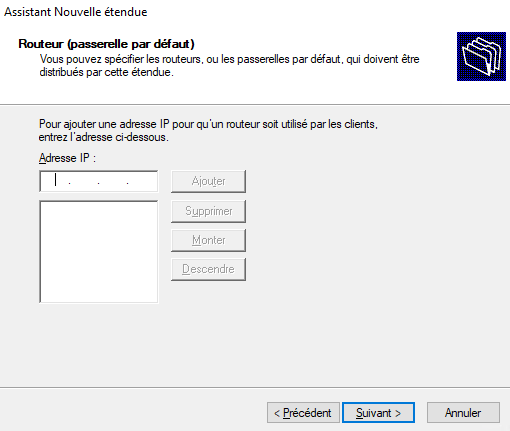 Assistant Nouvelle étendue
Routeur (passerelle par défaut)
Vous pouvez spécifier les routeurs, ou les passerelles par défaut, qui doivent être
distribués par cette étendue.
Pour ajouter une adresse IP pour qu'un routeur soit utilisé par les clients,
entrez l'adresse ci-dessous.
Adresse IP :
. . .
Ajouter
Supprimer
Monter
Descendre
< Précédent
Suivant >
Annuler